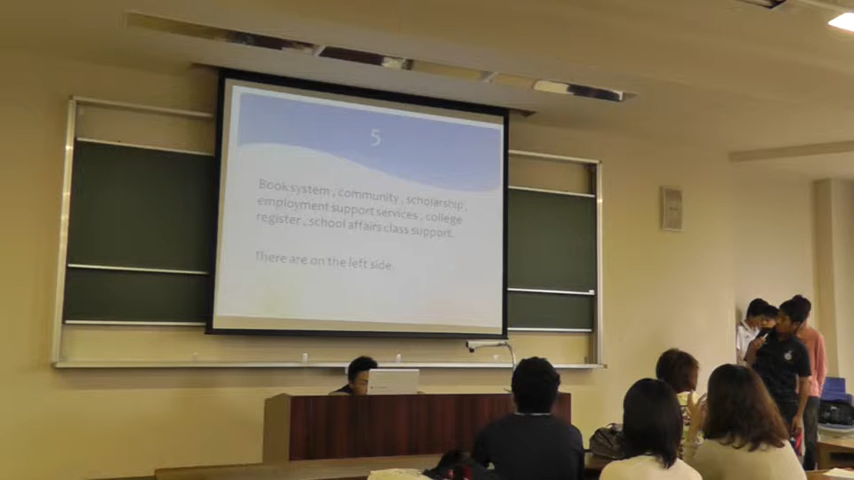 5
Book system , community , scholarship ,
employment support services , college
register , school affairs class support.
There are on the left side.